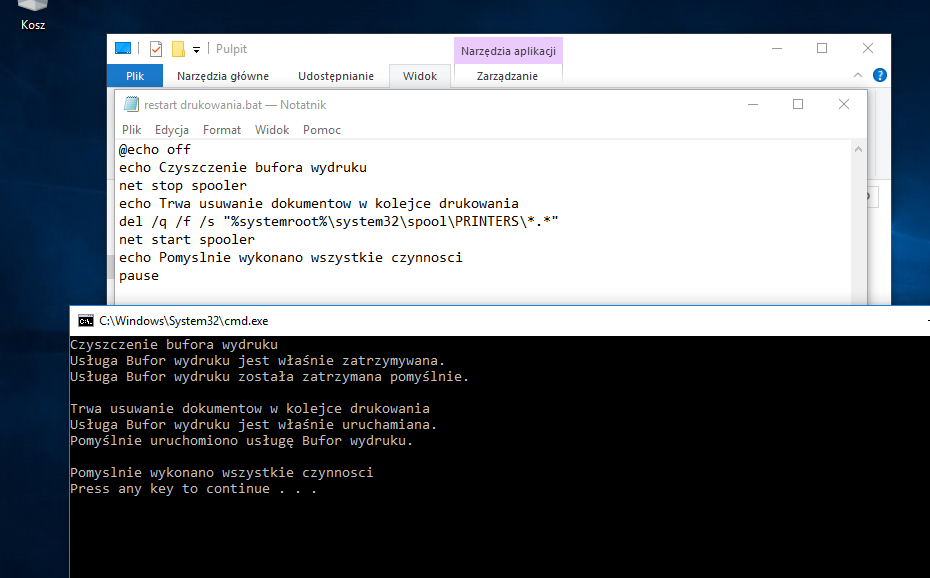 Kosz
Pulpit
Narzędzia aplikacji
Plik Narzędzia główne Udostępnianie Widok Zarządzanie
restart drukowania.bat — Notatnik
Plik Edycja Format Widok Pomoc
@echo off
echo Czyszczenie bufora wydruku
net stop spooler
echo Trwa usuwanie dokumentow w kolejce drukowania
del /q /f /s "%systemroot%\system32\spool\PRINTERS\*.*"
net start spooler
echo Pomyslnie wykonano wszystkie czynnosci
pause
C:\Windows\System32\cmd.exe
Czyszczenie bufora wydruku
Usługa Bufor wydruku jest właśnie zatrzymywana.
Usługa Bufor wydruku została zatrzymana pomyślnie.
Trwa usuwanie dokumentow w kolejce drukowania
Usługa Bufor wydruku jest właśnie uruchamiana.
Pomyślnie uruchomiono usługę Bufor wydruku.
Pomyslnie wykonano wszystkie czynnosci
Press any key to continue . . .